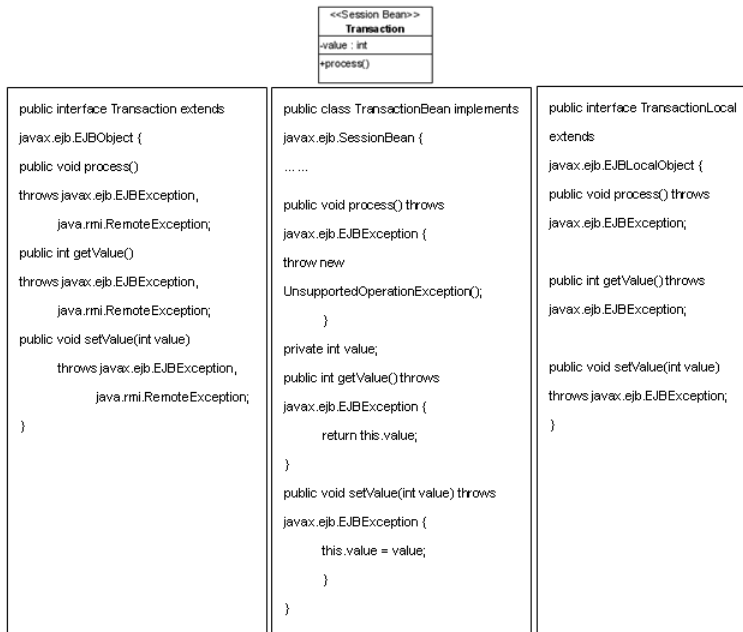 <<Session Bean>>
Transaction
-value : int
+process()
public interface Transaction extends
javax.ejb.EJBObject {
public void process()
throws javax.ejb.EJBException,
java.rmi.RemoteException;
public int getValue()
throws javax.ejb.EJBException,
java.rmi.RemoteException;
public void setValue(int value)
throws javax.ejb.EJBException,
java.rmi.RemoteException;
}
public class TransactionBean implements
javax.ejb.SessionBean {
... ...
public void process() throws
javax.ejb.EJBException {
throw new
UnsupportedOperationException();
}
private int value;
public int getValue() throws
javax.ejb.EJBException {
return this.value;
}
public void setValue(int value) throws
javax.ejb.EJBException {
this.value = value;
}
}
public interface TransactionLocal
extends
javax.ejb.EJBLocalObject {
public void process() throws
javax.ejb.EJBException;
public int getValue() throws
javax.ejb.EJBException;
public void setValue(int value)
throws javax.ejb.EJBException;
}